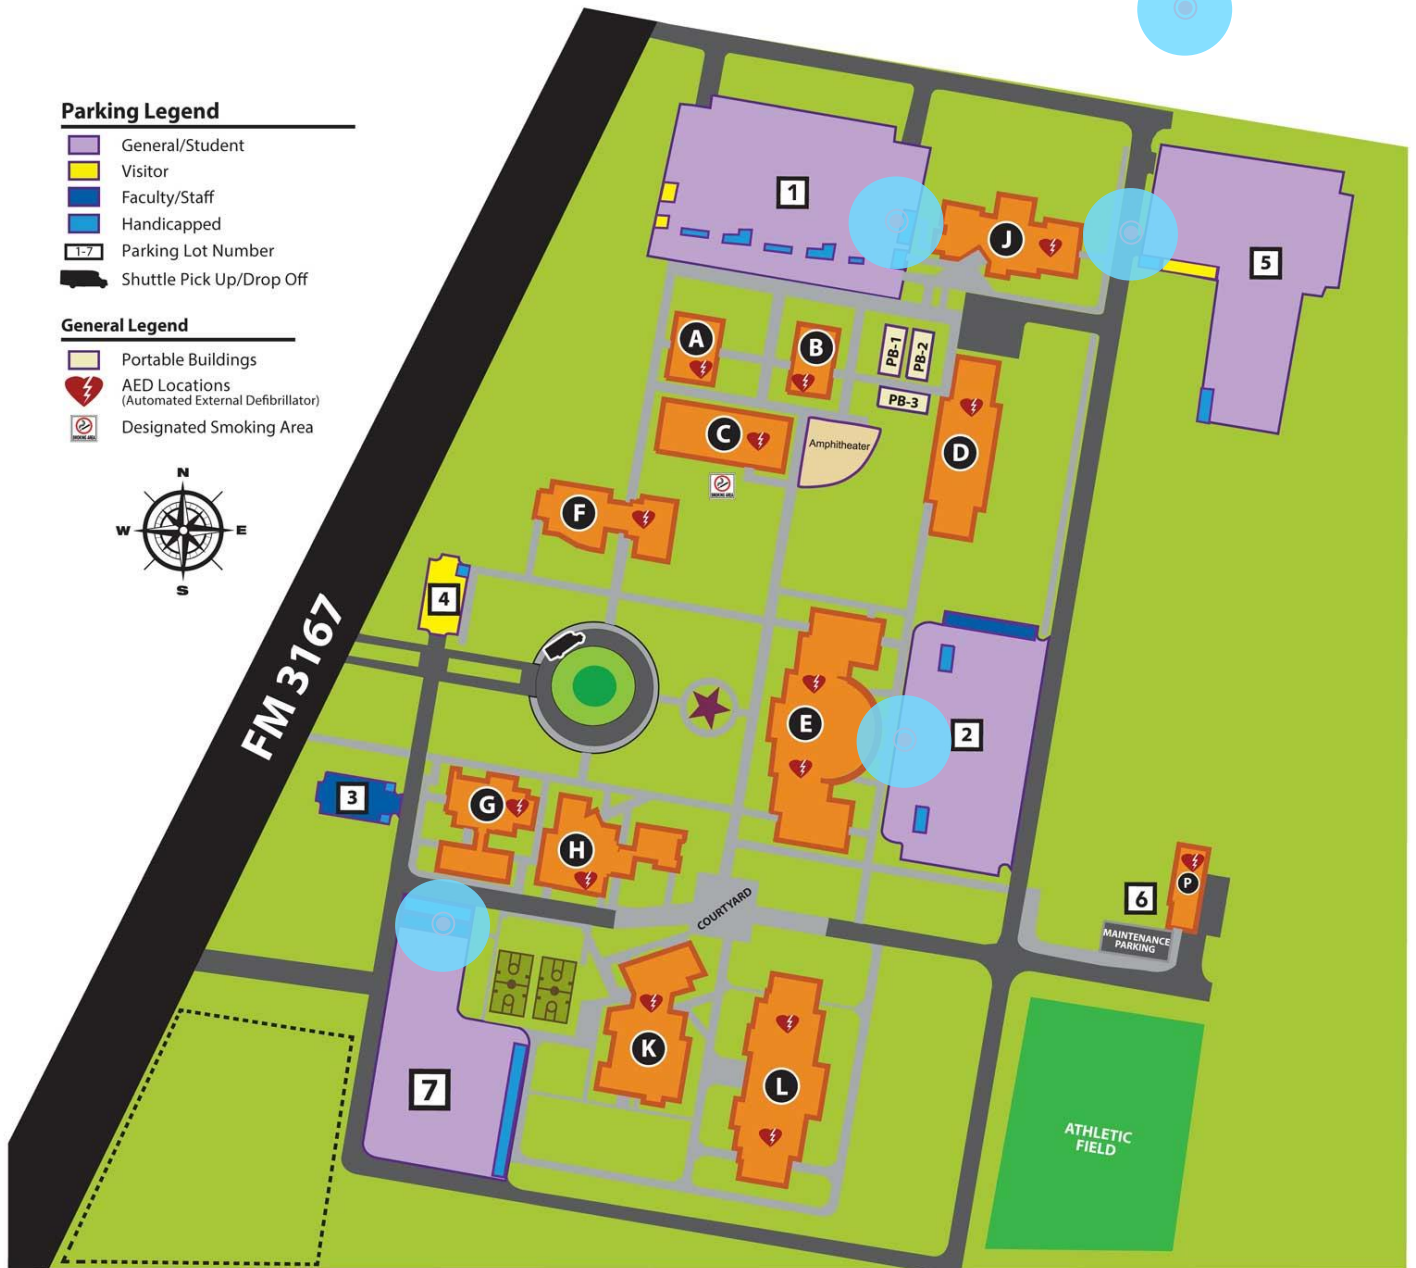 Parking Legend
General/Student
Visitor
Faculty/Staff
Handicapped
1-7 Parking Lot Number
Shuttle Pick Up/Drop Off
General Legend
Portable Buildings
AED Locations
(Automated External Defibrillator)
Designated Smoking Area
N
W E
S
FM 3167
1
J
5
A
B
PB-1
PB-2
PB-3
C
Amphitheater
D
SMOKING AREA
F
4
E
2
3
G
H
COURTYARD
6
P
MAINTENANCE
PARKING
K
7
L
ATHLETIC
FIELD